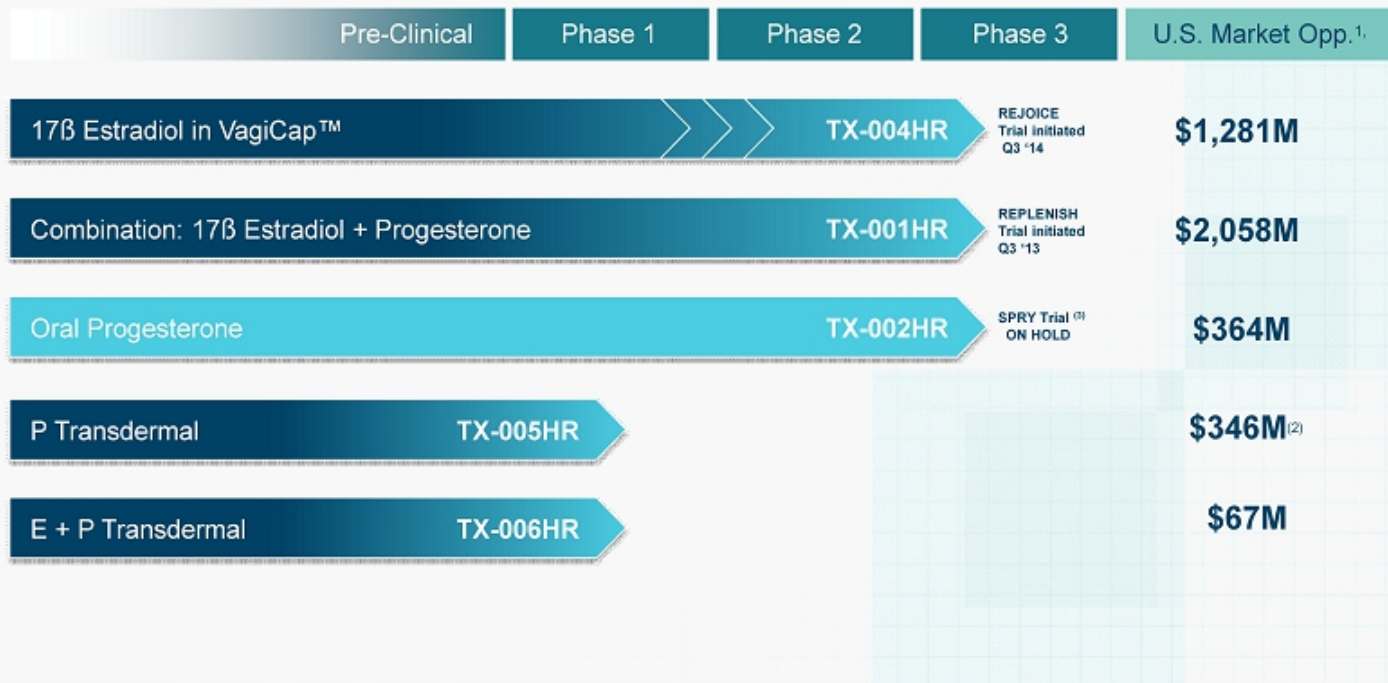 Pre-Clinical Phase 1 Phase 2 Phase 3 U.S. Market Opp.¹,
17ß Estradiol in VagiCap™ TX-004HR
REJOICE
Trial initiated
Q3 ‘14
$1,281M
Combination: 17ß Estradiol + Progesterone TX-001HR
REPLENISH
Trial initiated
Q3 ‘13
$2,058M
Oral Progesterone TX-002HR
SPRY Trial (3)
ON HOLD
$364M
P Transdermal TX-005HR
$346M(2)
E + P Transdermal TX-006HR
$67M